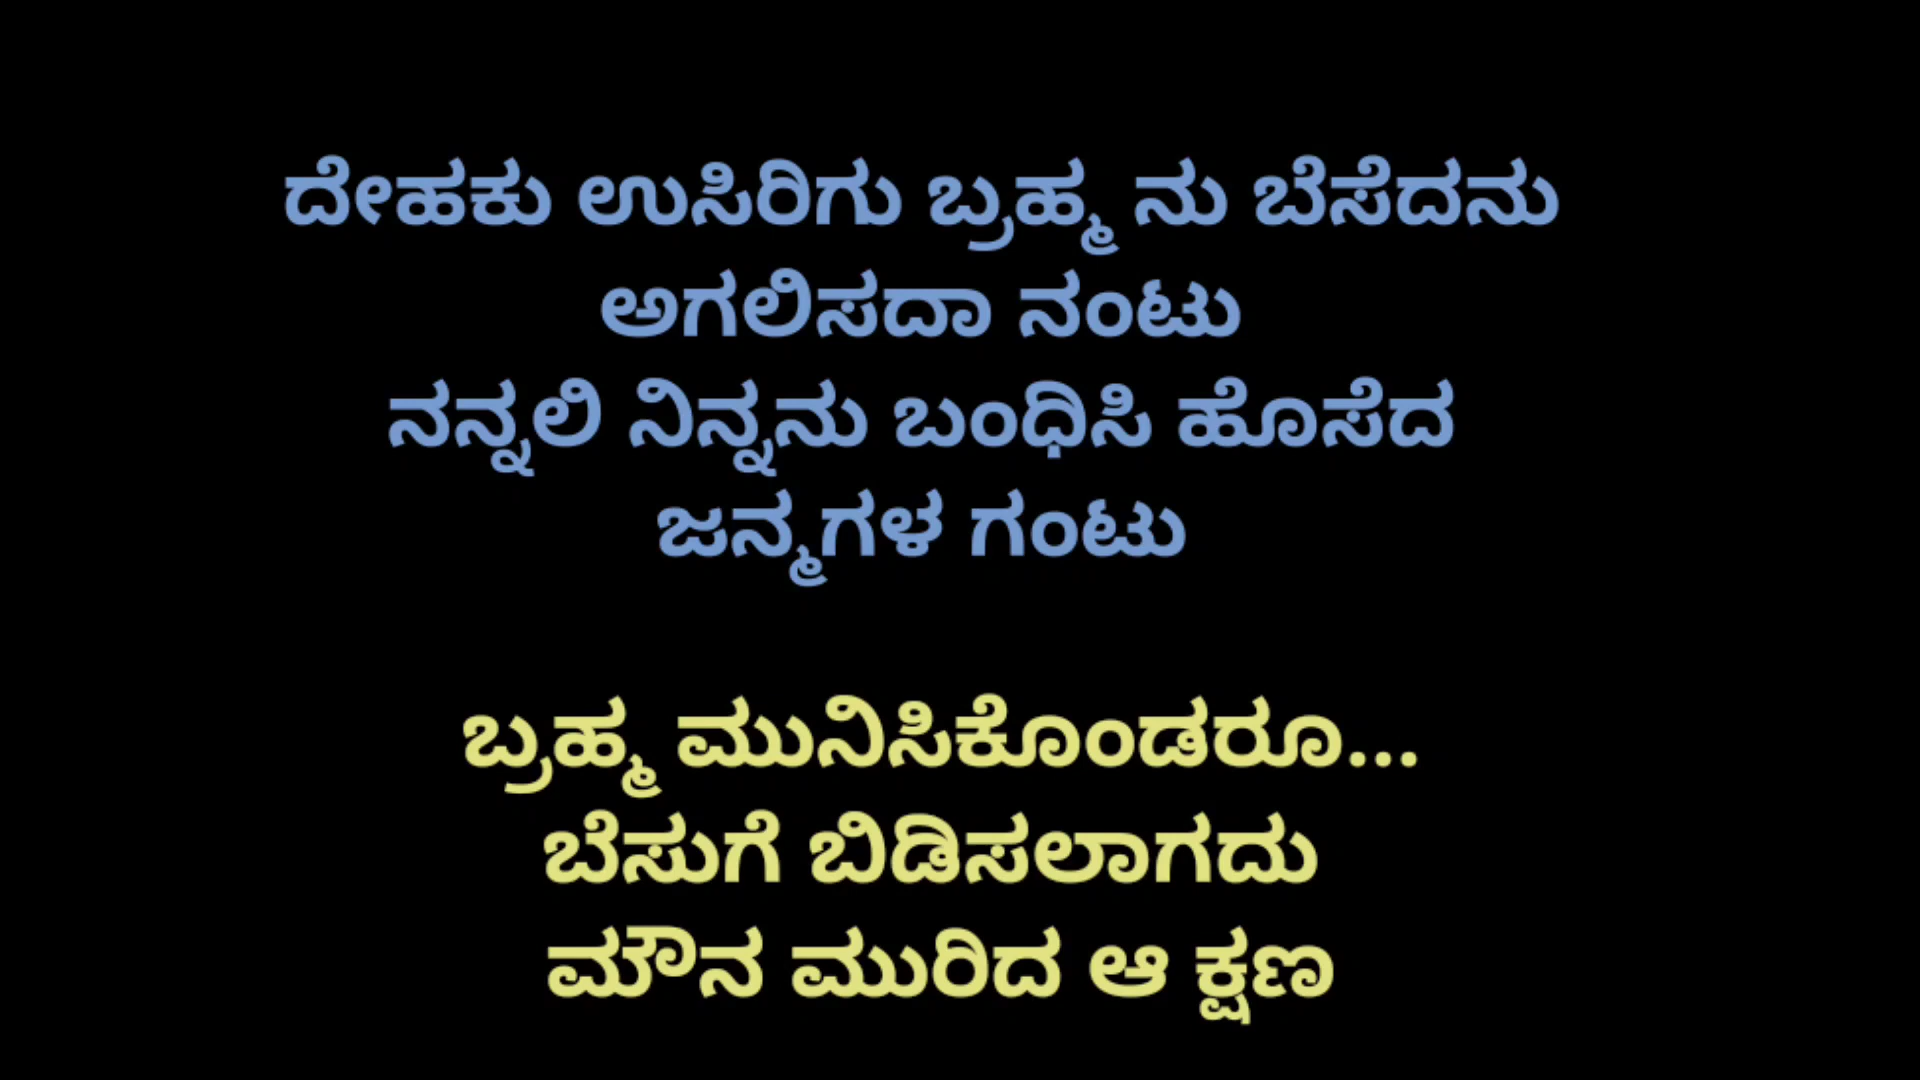 ದೇಹಕು ಉಸಿರಿಗು ಬ್ರಹ್ಮ ನು ಬೆಸೆದನು
ಅಗಲಿಸದಾ ನಂಟು
ನನ್ನಲಿ ನಿನ್ನನು ಬಂಧಿಸಿ ಹೊಸೆದ
ಜನ್ಮಗಳ ಗಂಟು
ಬ್ರಹ್ಮ ಮುನಿಸಿಕೊಂಡರೂ...
ಬೆಸುಗೆ ಬಿಡಿಸಲಾಗದು
ಮೌನ ಮುರಿದ ಆ ಕ್ಷಣ